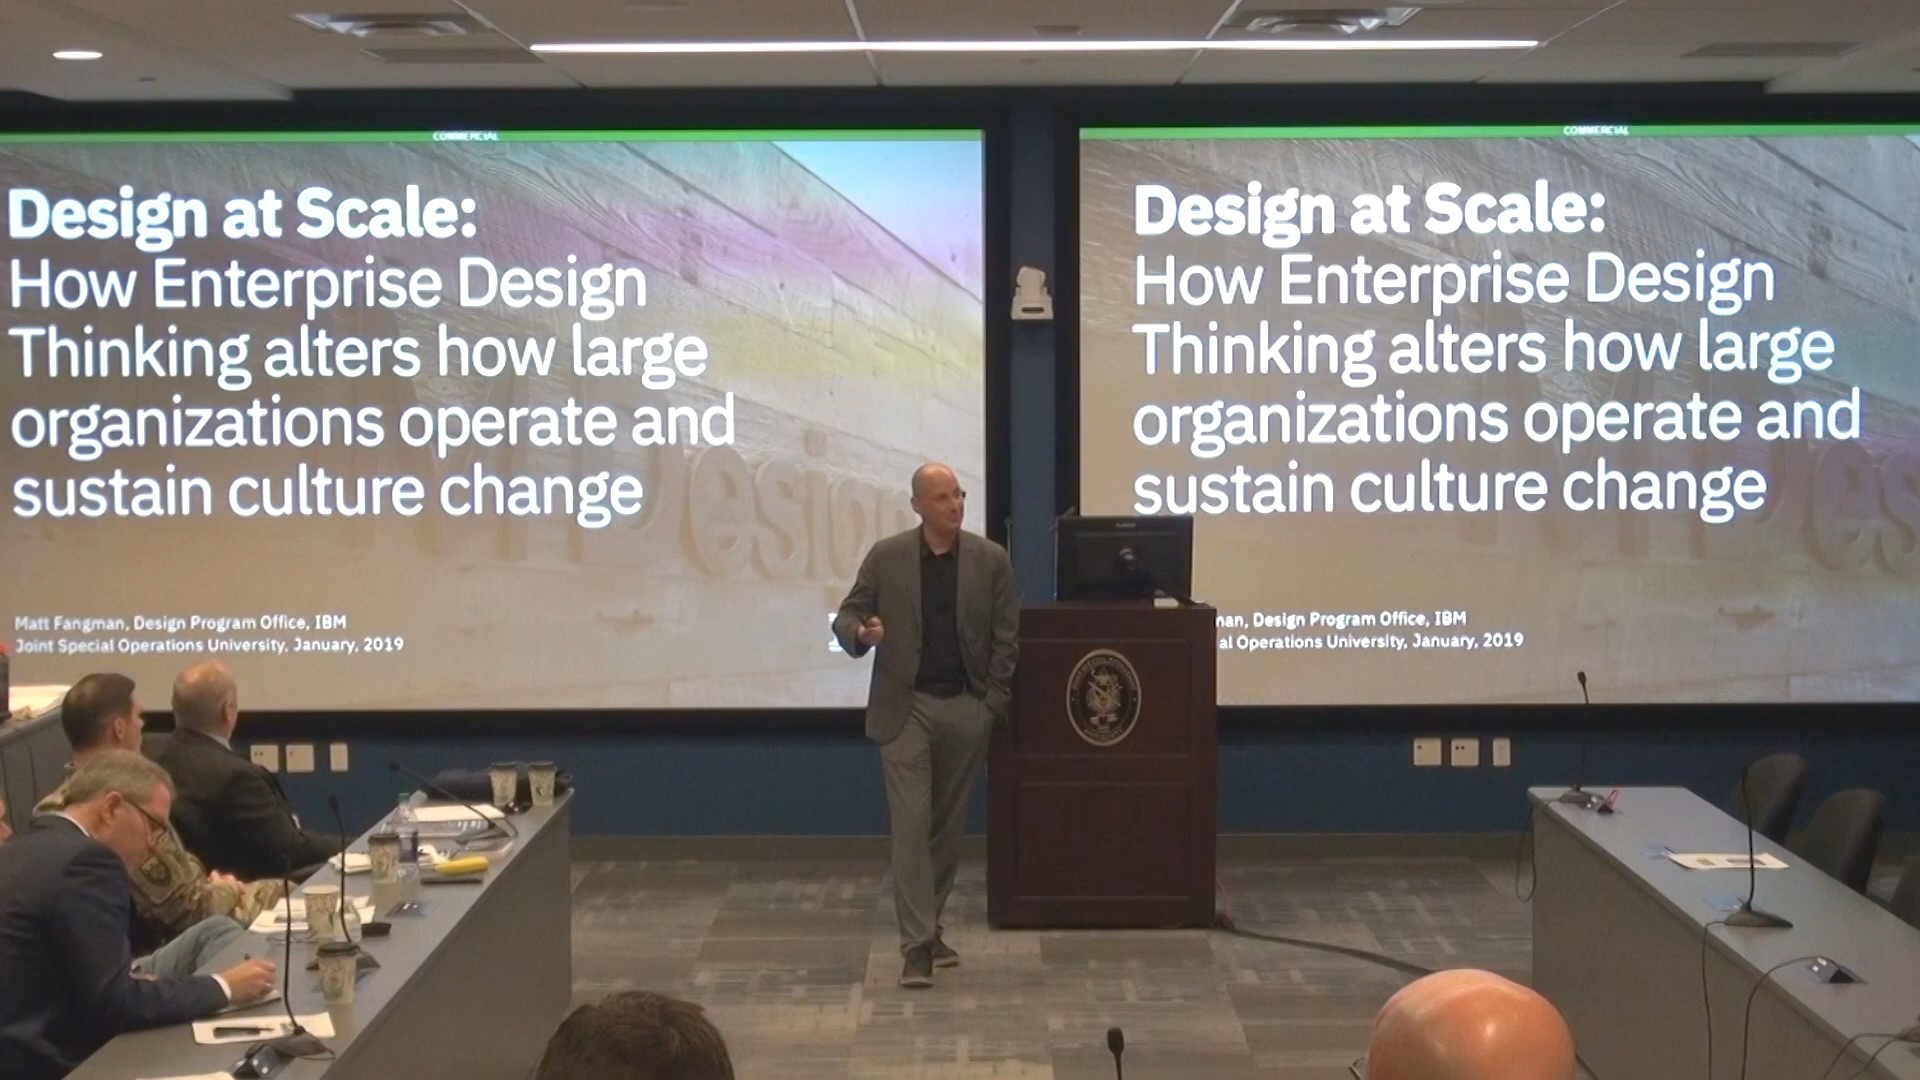 COMMERCIAL
Design at Scale:
How Enterprise Design
Thinking alters how large
organizations operate and
sustain culture change
Design
Matt Fangman, Design Program Office, IBM
Joint Special Operations University, January, 2019
COMMERCIAL
Design at Scale:
How Enterprise Design
Thinking alters how large
organizations operate and
sustain culture change
man, Design Program Office, IBM
al Operations University, January, 2019